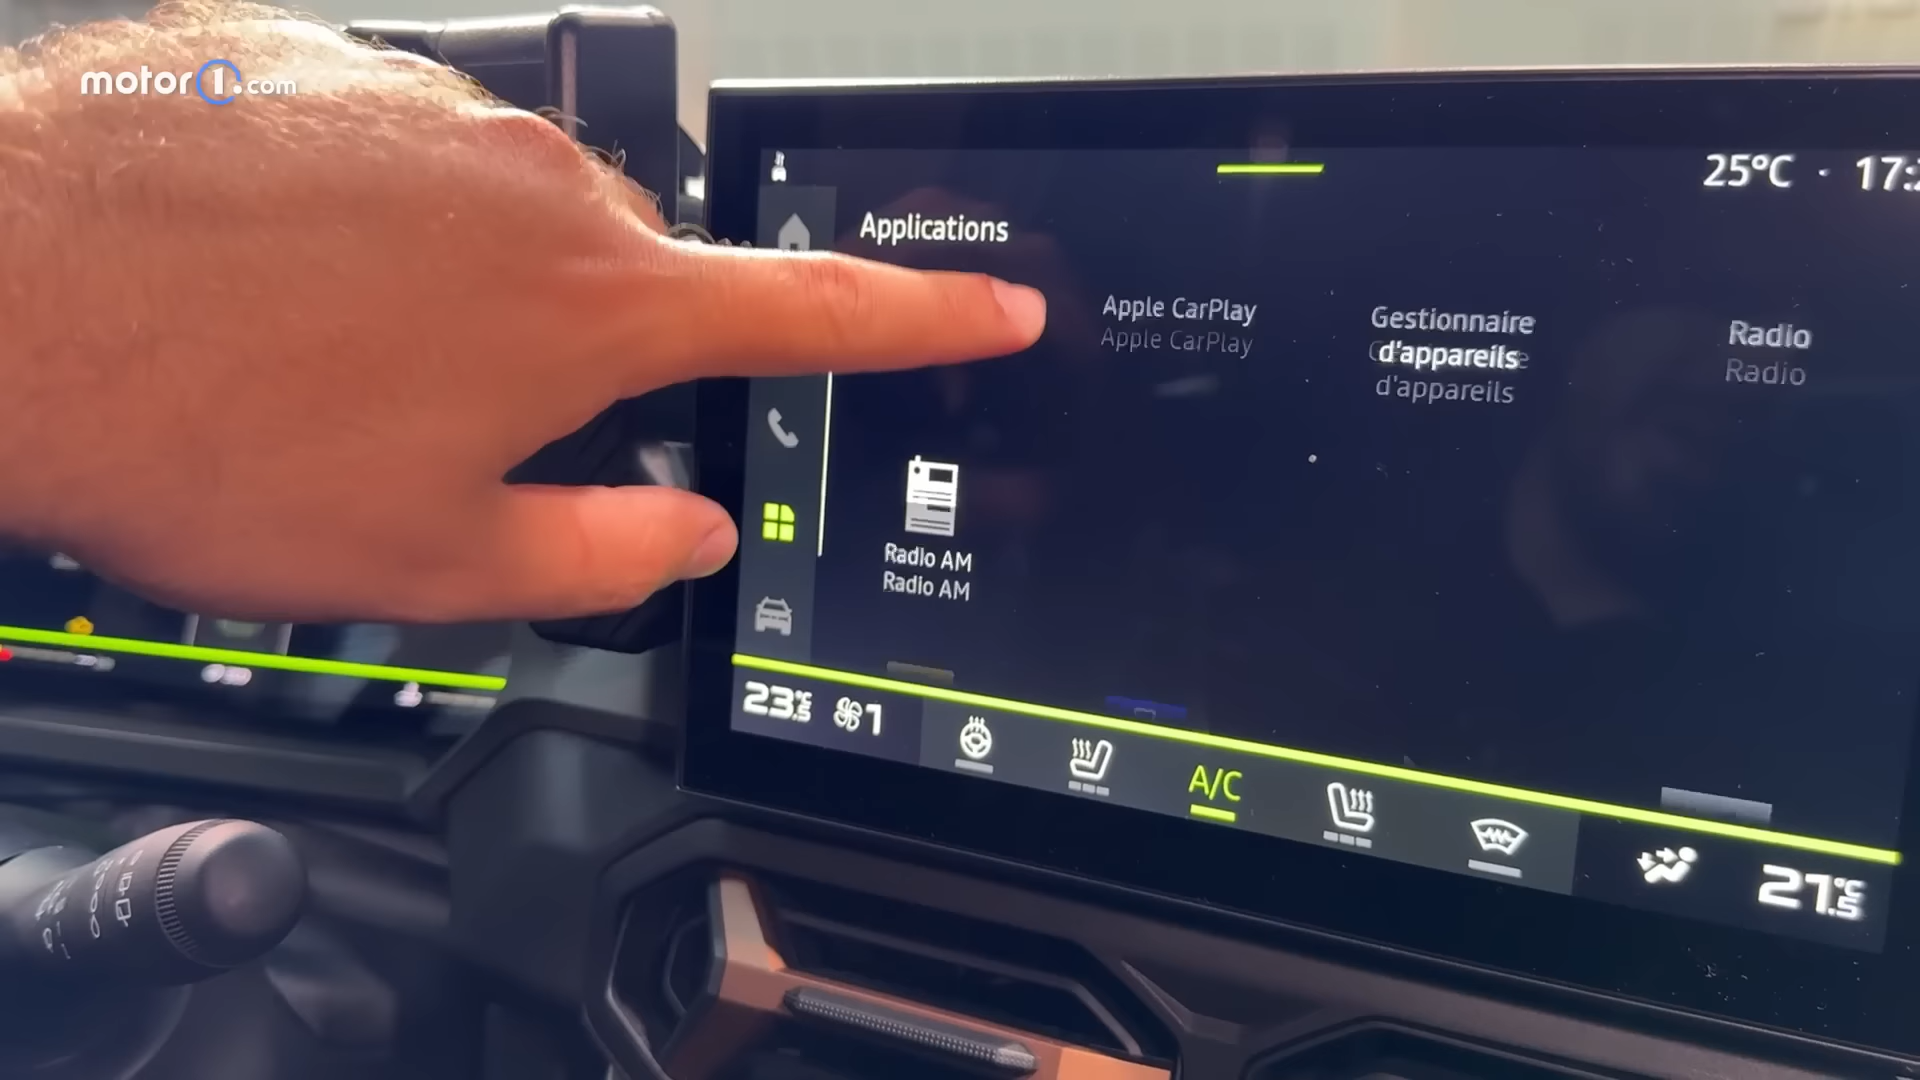 motor1.com
25°C · 17:
Applications
Apple CarPlay
Apple CarPlay
Gestionnaire
d'appareils
d'appareils
Radio
Radio
Radio AM
Radio AM
23.5°C 1
A/C
21.5°C